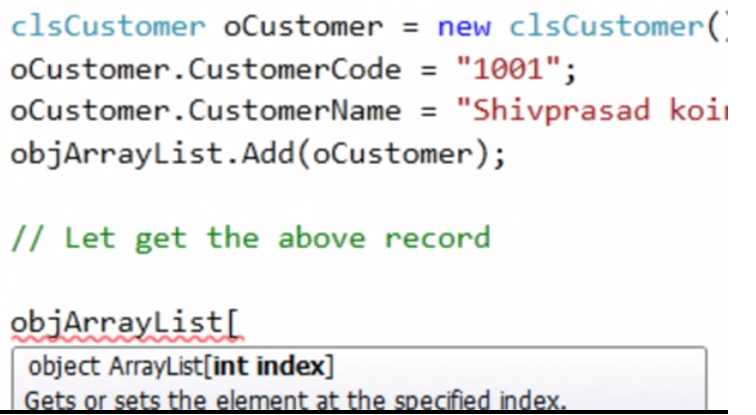 clsCustomer oCustomer = new clsCustomer()
oCustomer.CustomerCode = "1001";
oCustomer.CustomerName = "Shivprasad
objArrayList.Add(oCustomer);
// Let get the above record
objArrayList[
object ArrayList[int index]
Gets or sets the element at the specified index.